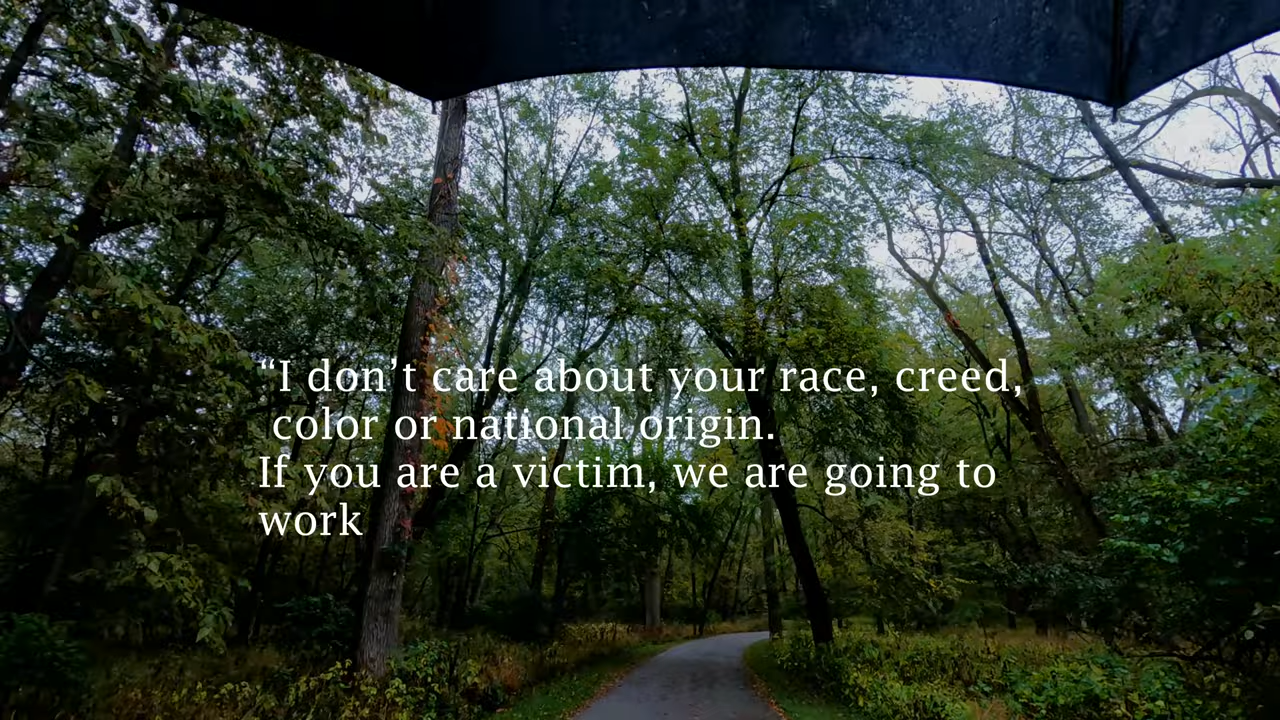 “I don’t care about your race, creed,
color or national origin.
If you are a victim, we are going to
work